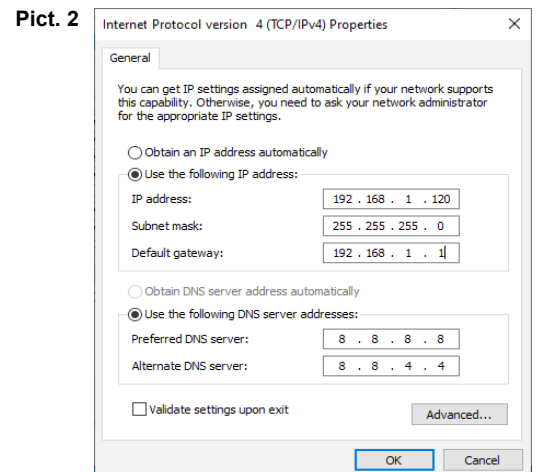 Pict. 2
Internet Protocol version 4 (TCP/IPv4) Properties
General
You can get IP settings assigned automatically if your network supports
this capability. Otherwise, you need to ask your network administrator
for the appropriate IP settings.
Obtain an IP address automatically
Use the following IP address:
IP address: 192 . 168 . 1 . 120
Subnet mask: 255 . 255 . 255 . 0
Default gateway: 192 . 168 . 1 . 1
Obtain DNS server address automatically
Use the following DNS server addresses:
Preferred DNS server: 8 . 8 . 8 . 8
Alternate DNS server: 8 . 8 . 4 . 4
Validate settings upon exit
Advanced...
OK Cancel